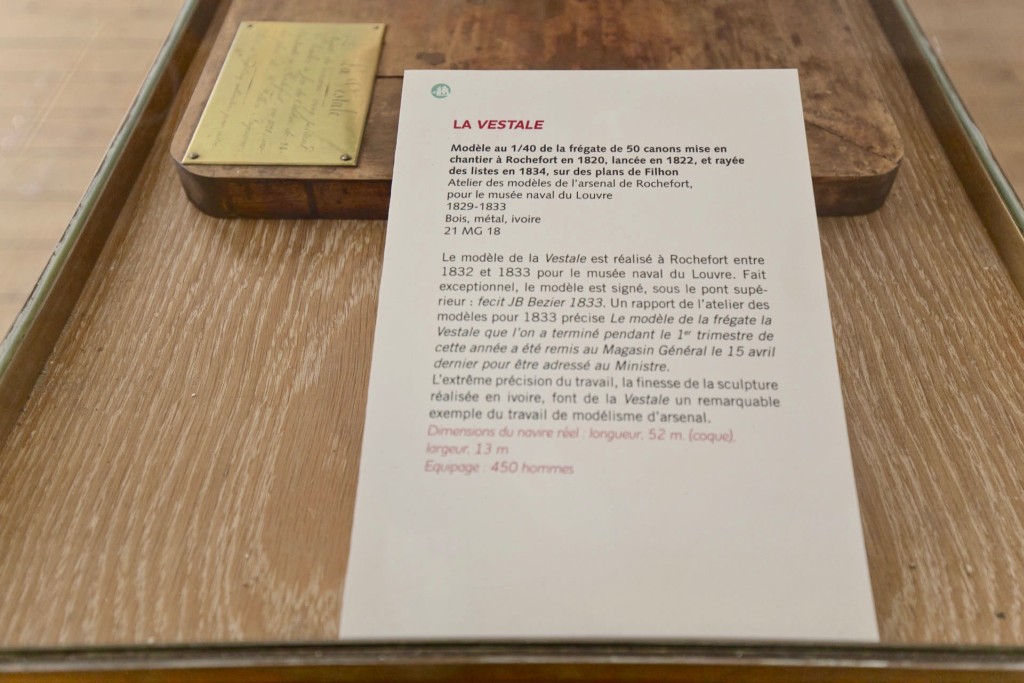 La Vestale
LA VESTALE
Modèle au 1/40 de la frégate de 50 canons mise en
chantier à Rochefort en 1820, lancée en 1822, et rayée
des listes en 1834, sur des plans de Filhon
Atelier des modèles de l'arsenal de Rochefort,
pour le musée naval du Louvre
1829-1833
Bois, métal, ivoire
21 MG 18
Le modèle de la Vestale est réalisé à Rochefort entre
1832 et 1833 pour le musée naval du Louvre. Fait
exceptionnel, le modèle est signé, sous le pont supé-
rieur : fecit JB Bezier 1833. Un rapport de l'atelier des
modèles pour 1833 précise Le modèle de la frégate la
Vestale que l'on a terminé pendant le 1er trimestre de
cette année a été remis au Magasin Général le 15 avril
dernier pour être adressé au Ministre.
L'extrême précision du travail, la finesse de la sculpture
réalisée en ivoire, font de la Vestale un remarquable
exemple du travail de modélisme d'arsenal.
Dimensions du navire réel : longueur, 52 m. (coque),
largeur, 13 m
Equipage : 450 hommes